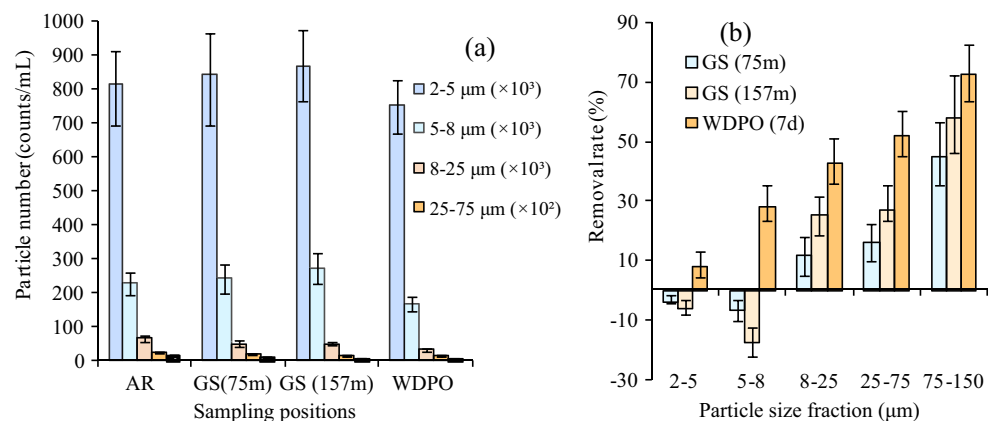 (a)
Particle number (counts/mL)
1000
900
800
700
600
500
400
300
200
100
0
2-5 μm (×10³)
5-8 μm (×10³)
8-25 μm (×10³)
25-75 μm (×10²)
AR GS(75m) GS (157m) WDPO
Sampling positions
(b)
Removal rate (%)
90
70
50
30
10
-10
-30
GS (75m)
GS (157m)
WDPO (7d)
2-5 5-8 8-25 25-75 75-150
Particle size fraction (μm)